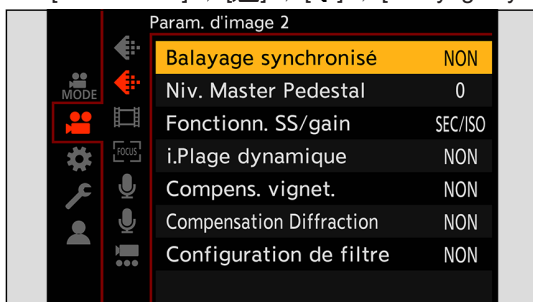 Param. d'image 2
Balayage synchronisé NON
Niv. Master Pedestal 0
Fonctionn. SS/gain SEC/ISO
i.Plage dynamique NON
Compens. vignet. NON
Compensation Diffraction NON
Configuration de filtre NON
MODE
FOCUS